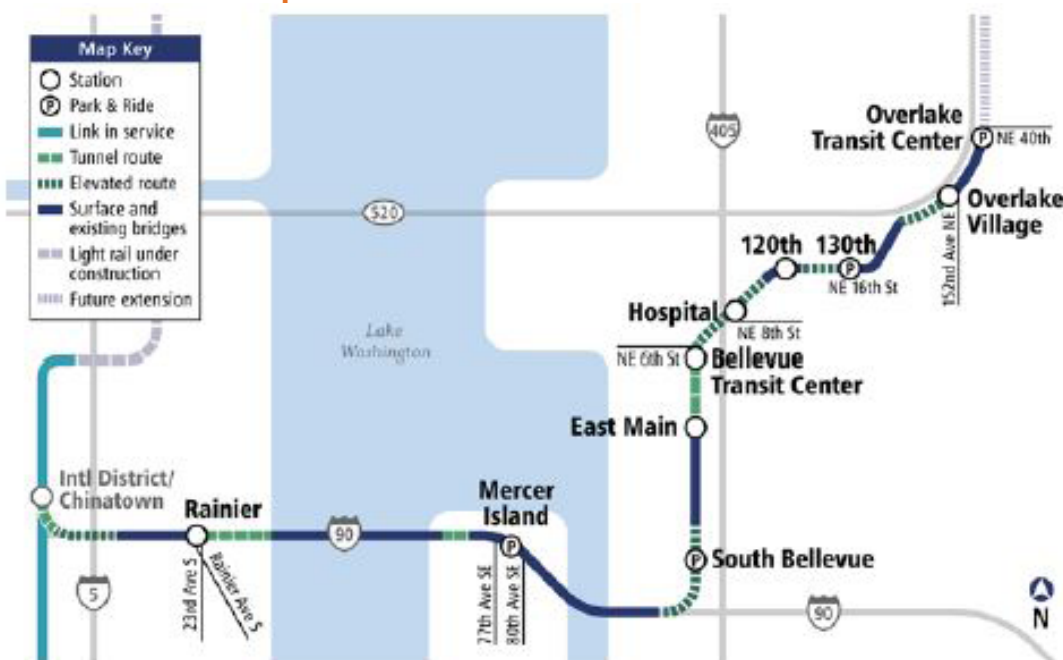 Map Key
Station
P Park & Ride
Link in service
Tunnel route
Elevated route
Surface and
existing bridges
Light rail under
construction
Future extension
405
520
Overlake
Transit Center
P
NE 40th
Overlake
Village
152nd Ave NE
120th
130th
P
NE 16th St
Hospital
NE 8th St
NE 6th St
Bellevue
Transit Center
Lake
Washington
East Main
Intl District/
Chinatown
Rainier
23rd Ave S
Rainier Ave S
90
Mercer
Island
P
77th Ave SE
80th Ave SE
P
South Bellevue
5
90
N